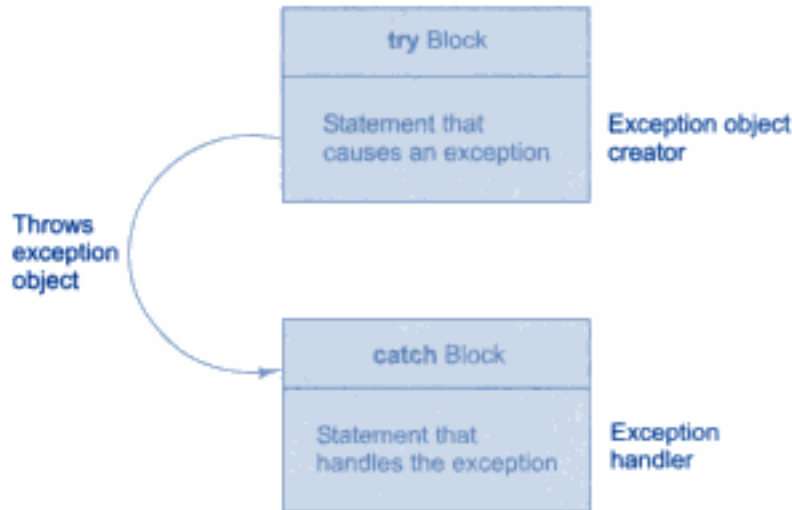 try Block
Statement that
causes an exception
Exception object
creator
Throws
exception
object
catch Block
Statement that
handles the exception
Exception
handler